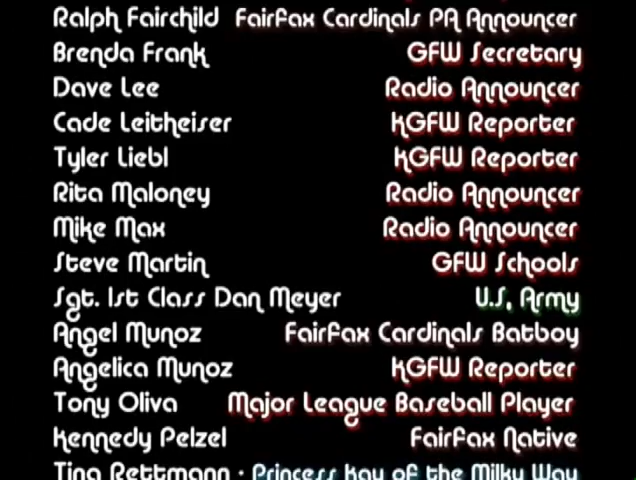 Ralph Fairchild Fairfax Cardinals PA Announcer
Brenda Frank GFW Secretary
Dave Lee Radio Announcer
Cade Leitheiser KGFW Reporter
Tyler Liebl KGFW Reporter
Rita Maloney Radio Announcer
Mike Max Radio Announcer
Steve Martin GFW Schools
Sgt. 1st Class Dan Meyer U.S. Army
Angel Munoz Fairfax Cardinals Batboy
Angelica Munoz KGFW Reporter
Tony Oliva Major League Baseball Player
Kennedy Pelzel Fairfax Native
Tina Rettmann · Princess Kay of the Milky Way